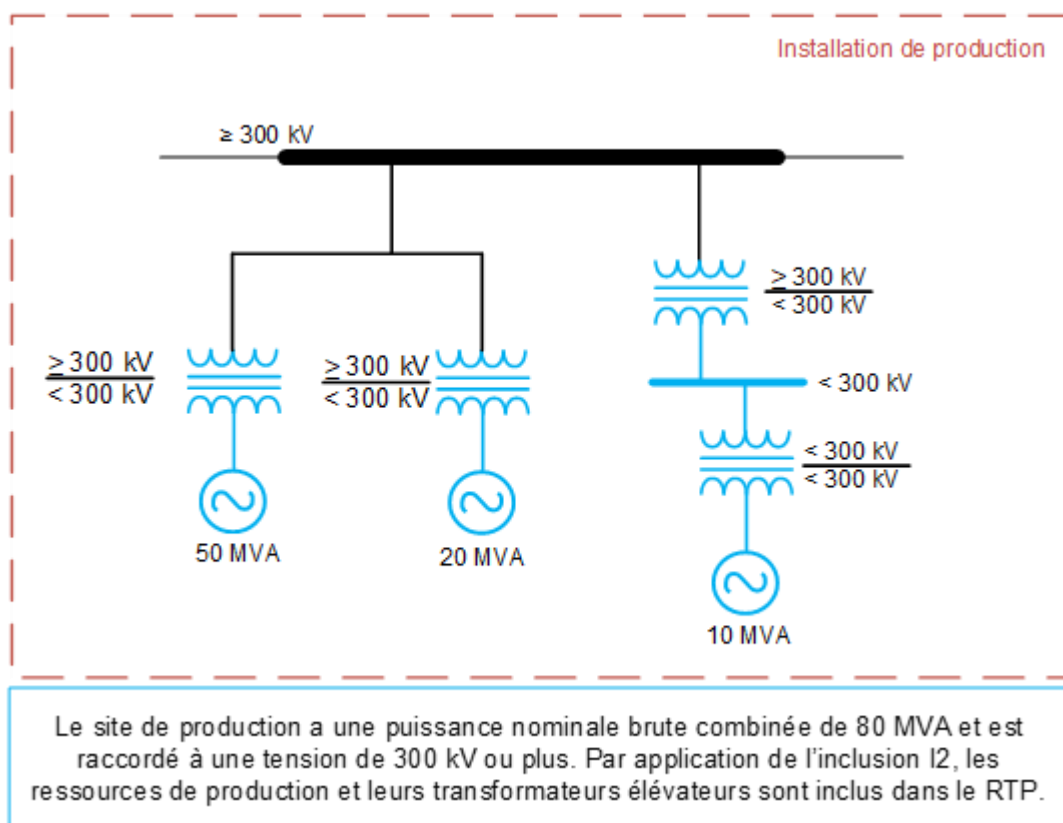 Installation de production
≥ 300 kV
≥ 300 kV
< 300 kV
≥ 300 kV
< 300 kV
≥ 300 kV
< 300 kV
< 300 kV
< 300 kV
< 300 kV
50 MVA
20 MVA
10 MVA
Le site de production a une puissance nominale brute combinée de 80 MVA et est
raccordé à une tension de 300 kV ou plus. Par application de l'inclusion I2, les
ressources de production et leurs transformateurs élévateurs sont inclus dans le RTP.